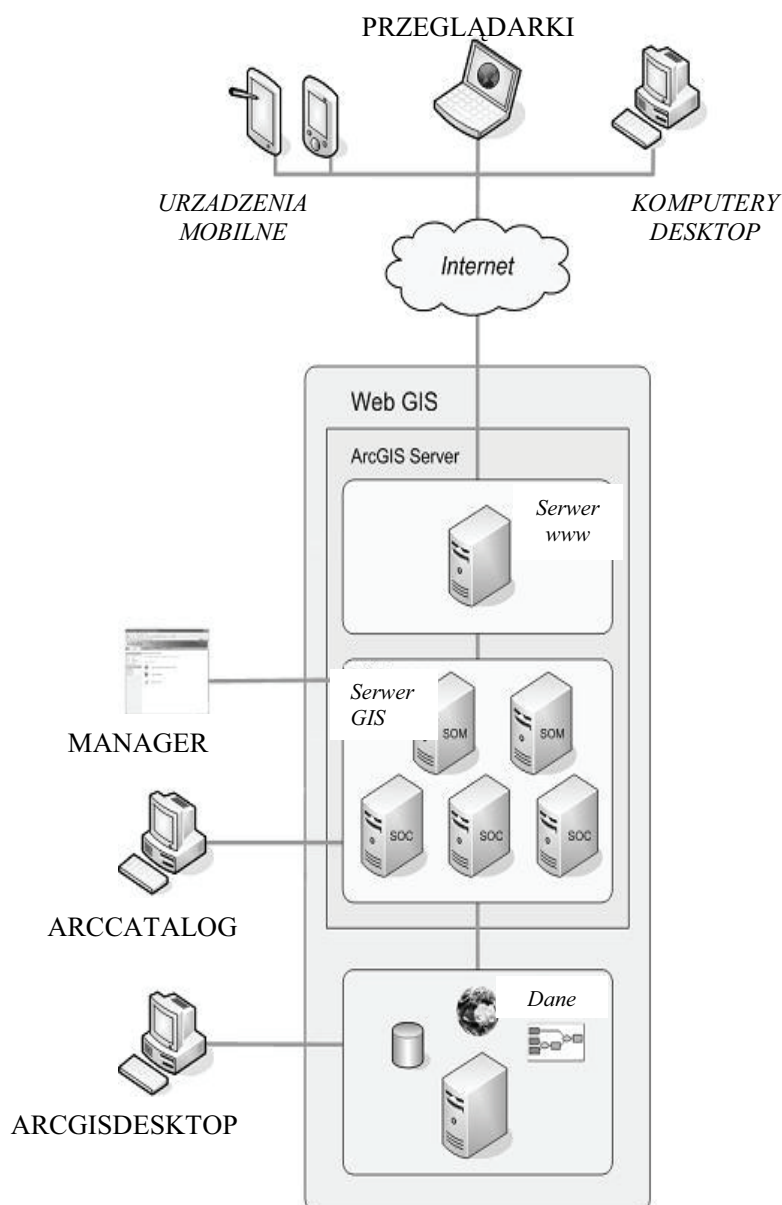 PRZEGLĄDARKI
URZADZENIA
MOBILNE
KOMPUTERY
DESKTOP
Internet
Web GIS
ArcGIS Server
Serwer
www
Serwer
GIS
SOM
SOM
MANAGER
SOC
SOC
SOC
ARCCATALOG
Dane
ARCGISDESKTOP